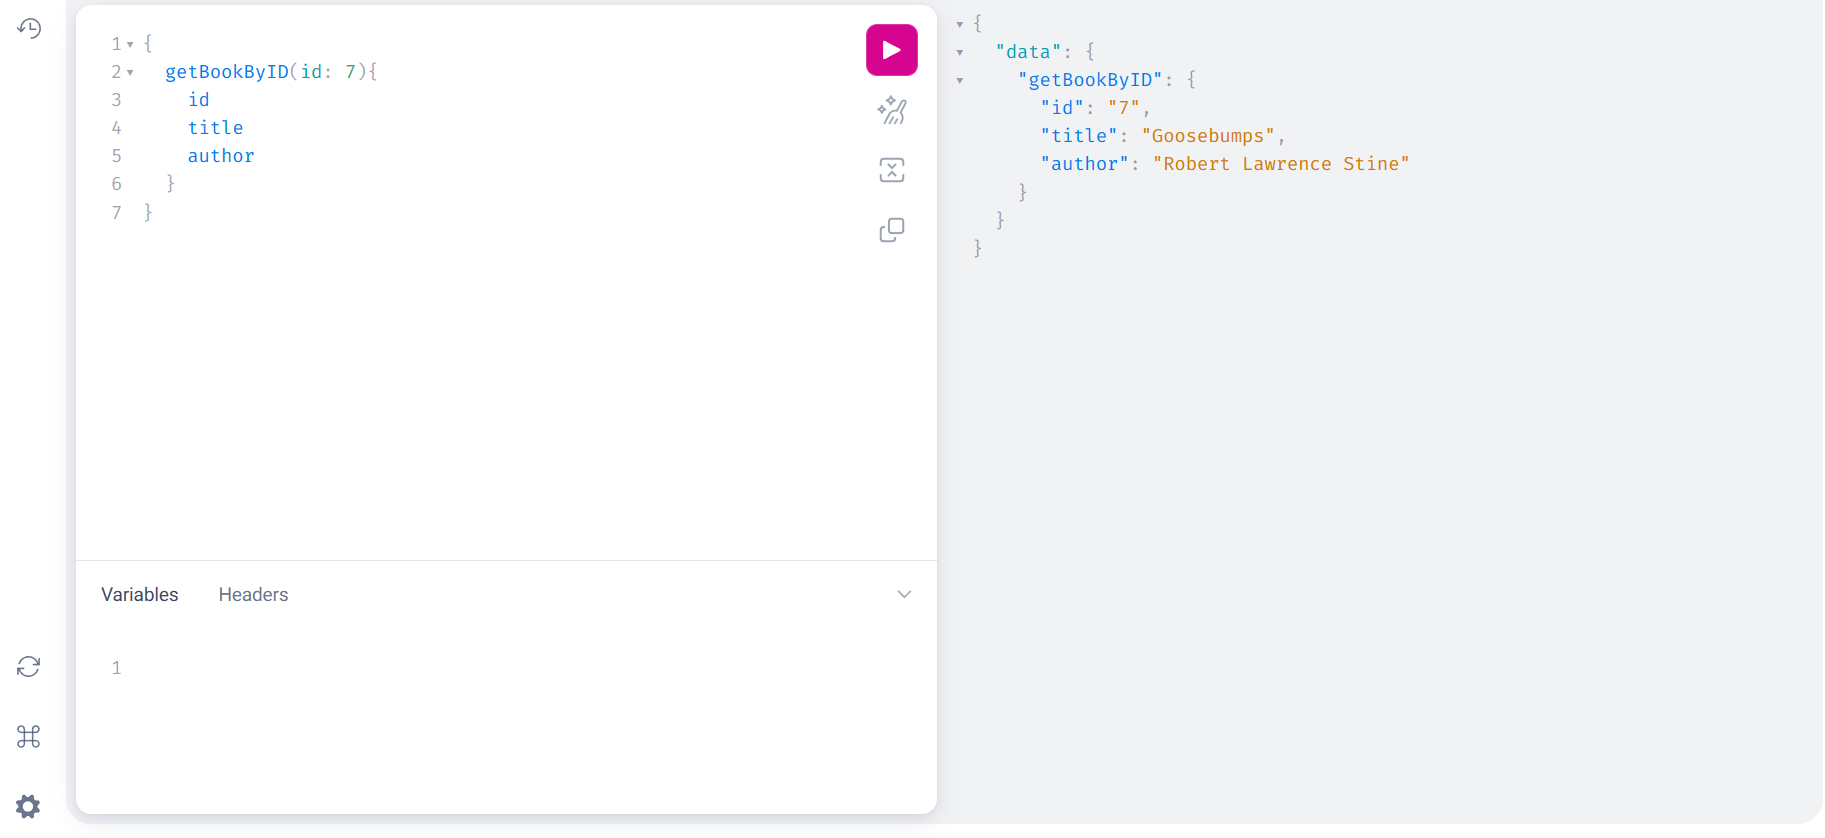 1 {
2 getBookByID(id: 7){
3 id
4 title
5 author
6 }
7 }
Variables Headers
1
{
"data": {
"getBookByID": {
"id": "7",
"title": "Goosebumps",
"author": "Robert Lawrence Stine"
}
}
}